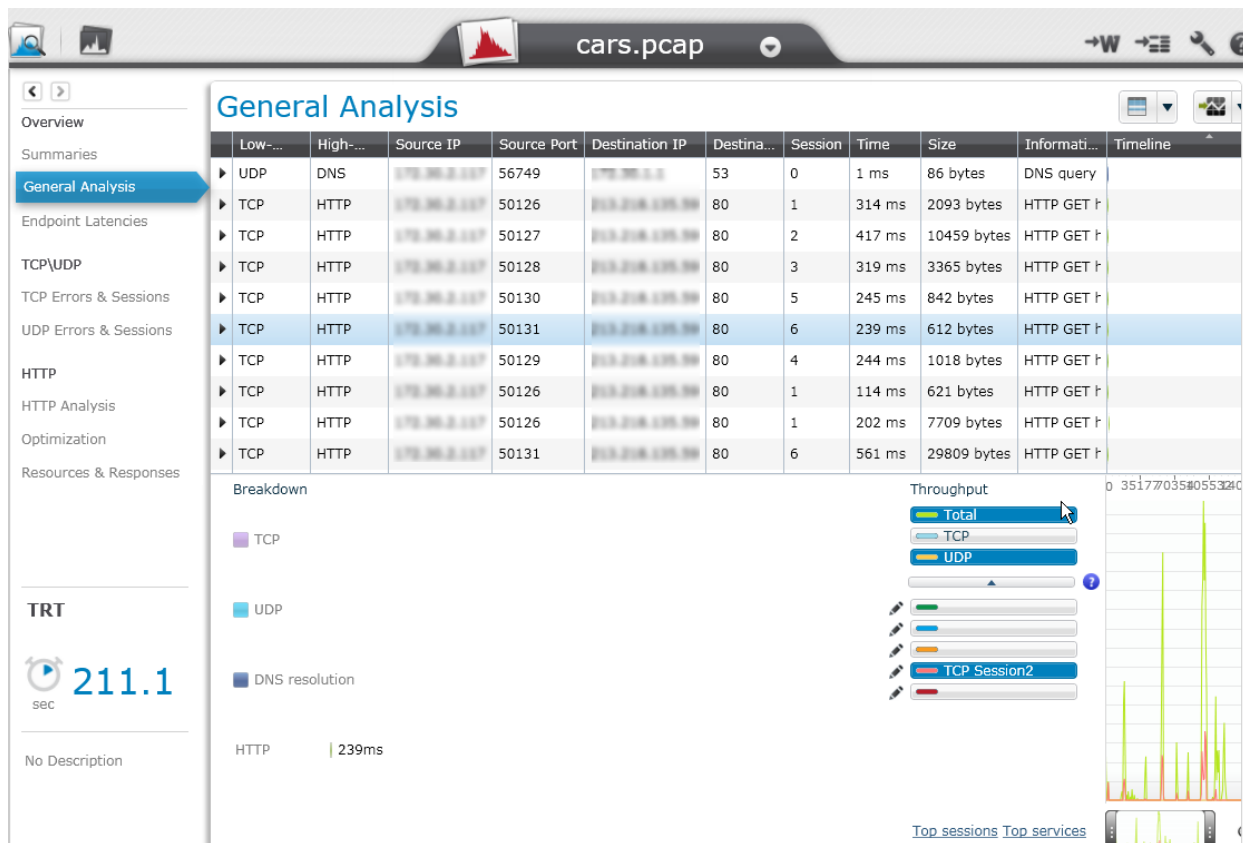 cars.pcap
W
Overview
Summaries
General Analysis
Endpoint Latencies
TCP\UDP
TCP Errors & Sessions
UDP Errors & Sessions
HTTP
HTTP Analysis
Optimization
Resources & Responses
TRT
211.1
sec
No Description
General Analysis
Low-... High-... Source IP Source Port Destination IP Destina... Session Time Size Informati... Timeline
UDP DNS 56749 53 0 1 ms 86 bytes DNS query
TCP HTTP 50126 80 1 314 ms 2093 bytes HTTP GET h
TCP HTTP 50127 80 2 417 ms 10459 bytes HTTP GET h
TCP HTTP 50128 80 3 319 ms 3365 bytes HTTP GET h
TCP HTTP 50130 80 5 245 ms 842 bytes HTTP GET h
TCP HTTP 50131 80 6 239 ms 612 bytes HTTP GET h
TCP HTTP 50129 80 4 244 ms 1018 bytes HTTP GET h
TCP HTTP 50126 80 1 114 ms 621 bytes HTTP GET h
TCP HTTP 50126 80 1 202 ms 7709 bytes HTTP GET h
TCP HTTP 50131 80 6 561 ms 29809 bytes HTTP GET h
Breakdown
TCP
UDP
DNS resolution
HTTP 239ms
Throughput
Total
TCP
UDP
?
TCP Session2
Top sessions Top services
0